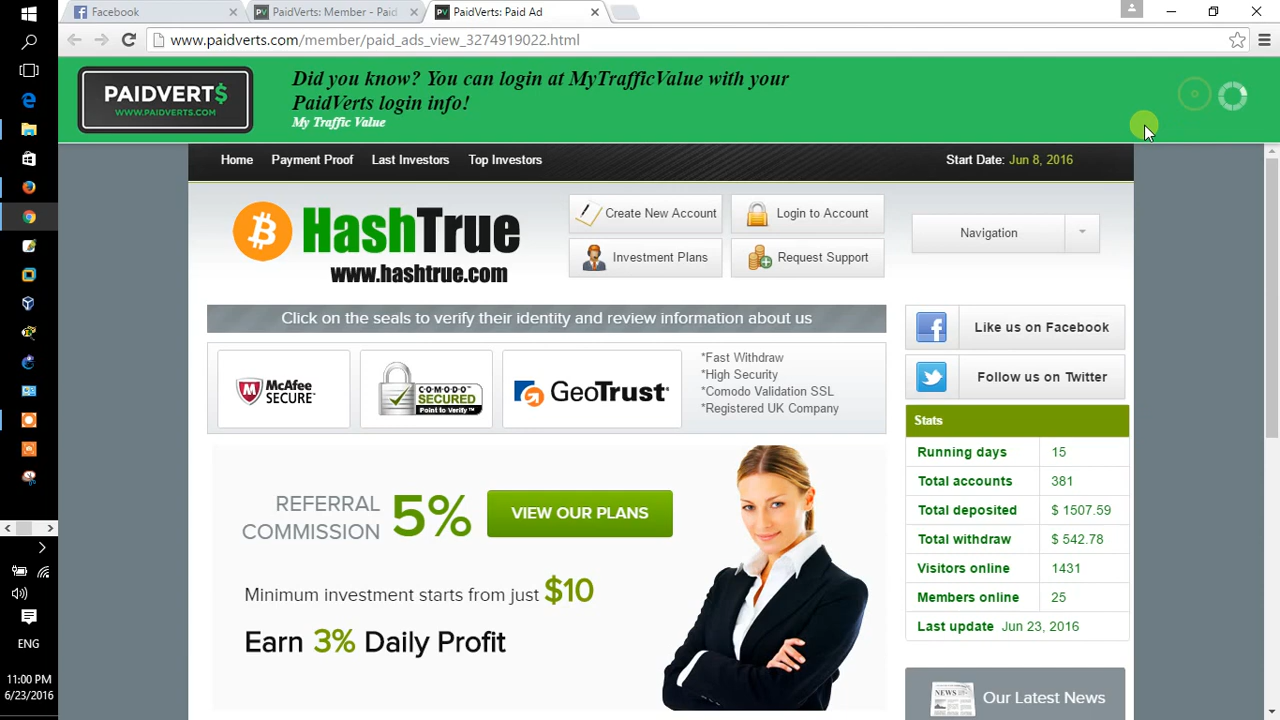 Facebook
PaidVerts: Member - Paid
PaidVerts: Paid Ad
www.paidverts.com/member/paid_ads_view_3274919022.html
PAIDVERT$
WWW.PAIDVERTS.COM
Did you know? You can login at MyTrafficValue with your
PaidVerts login info!
My Traffic Value
Home Payment Proof Last Investors Top Investors
Start Date: Jun 8, 2016
HashTrue
www.hashtrue.com
Create New Account
Login to Account
Investment Plans
Request Support
Navigation
Click on the seals to verify their identity and review information about us
McAfee
SECURE™
COMODO
SECURED
Point to Verify™
GeoTrust
*Fast Withdraw
*High Security
*Comodo Validation SSL
*Registered UK Company
Like us on Facebook
Follow us on Twitter
Stats
Running days 15
Total accounts 381
Total deposited $ 1507.59
Total withdraw $ 542.78
Visitors online 1431
Members online 25
Last update Jun 23, 2016
REFERRAL
COMMISSION
5%
VIEW OUR PLANS
Minimum investment starts from just $10
Earn 3% Daily Profit
NEWS
Our Latest News
ENG
11:00 PM
6/23/2016